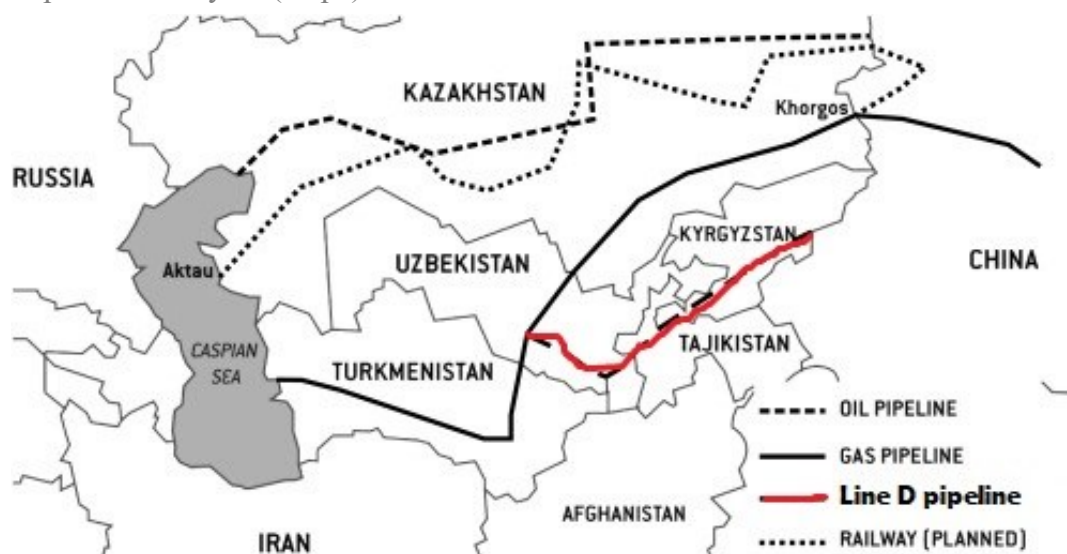 KAZAKHSTAN
Khorgos
RUSSIA
KYRGYZSTAN
UZBEKISTAN
CHINA
Aktau
TAJIKISTAN
CASPIAN
SEA
TURKMENISTAN
OIL PIPELINE
GAS PIPELINE
Line D pipeline
AFGHANISTAN
IRAN
RAILWAY (PLANNED)